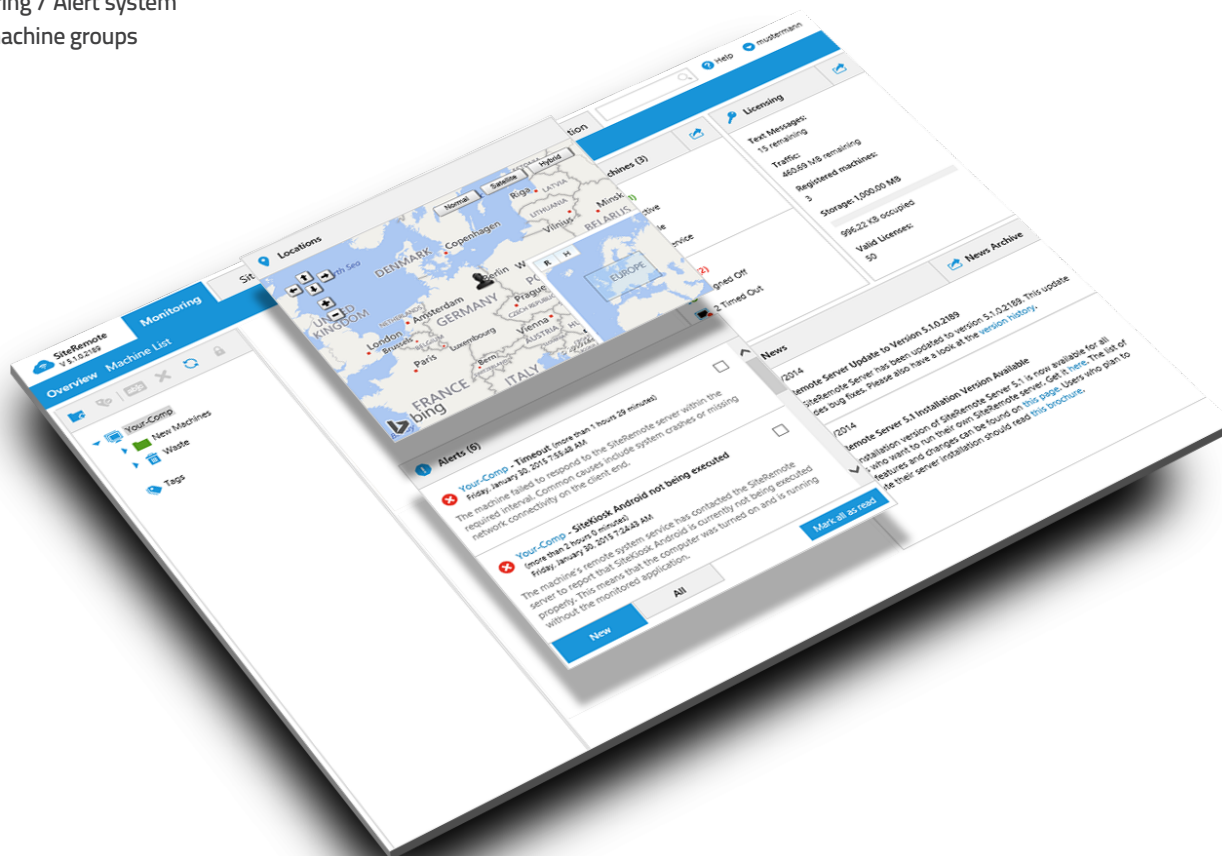 ring / Alert system
machine groups
Help
mustermann
SiteRemote
V 5.1.0.2189
Monitoring
Overview
Machine List
Your-Comp
New Machines
Waste
Tags
Locations
Normal
Satellite
Hybrid
North Sea
DENMARK
Copenhagen
Riga
LATVIA
LITHUANIA
Vilnius
Minsk
BELARUS
UNITED
KINGDOM
NETHERLANDS
Amsterdam
Berlin
London
Brussels
GERMANY
Prague
CZECH REPUBLIC
Paris
Luxembourg
Vienna
AUSTRIA
Bern
FRANCE
ITALY
bing
R
M
EUROPE
Alerts (6)
Your-Comp - Timeout (more than 1 hours 29 minutes)
Friday, January 30, 2015 7:55:48 AM
The machine failed to respond to the SiteRemote server within the
required interval. Common causes include system crashes or missing
network connectivity on the client end.
Your-Comp - SiteKiosk Android not being executed
(more than 2 hours 0 minutes)
Friday, January 30, 2015 7:24:43 AM
The machine's remote system service has contacted the SiteRemote
server to report that SiteKiosk Android is currently not being executed
properly. This means that the computer was turned on and is running
without the monitored application.
Mark all as read
New
All
chines (3)
gned Off
2 Timed Out
Licensing
Text Messages:
15 remaining
Traffic:
460.69 MB remaining
Registered machines:
3
Storage: 1,000.00 MB
996.22 KB occupied
Valid Licenses:
50
News
News Archive
/2014
Remote Server Update to Version 5.1.0.2189
SiteRemote Server has been updated to version 5.1.0.2189. This update
des bug fixes. Please also have a look at the version history.
/2014
Remote Server 5.1 Installation Version Available
nstallation version of SiteRemote Server 5.1 is now available for all
s who want to run their own SiteRemote server. Get it here. The list of
features and changes can be found on this page. Users who plan to
te their server installation should read this brochure.